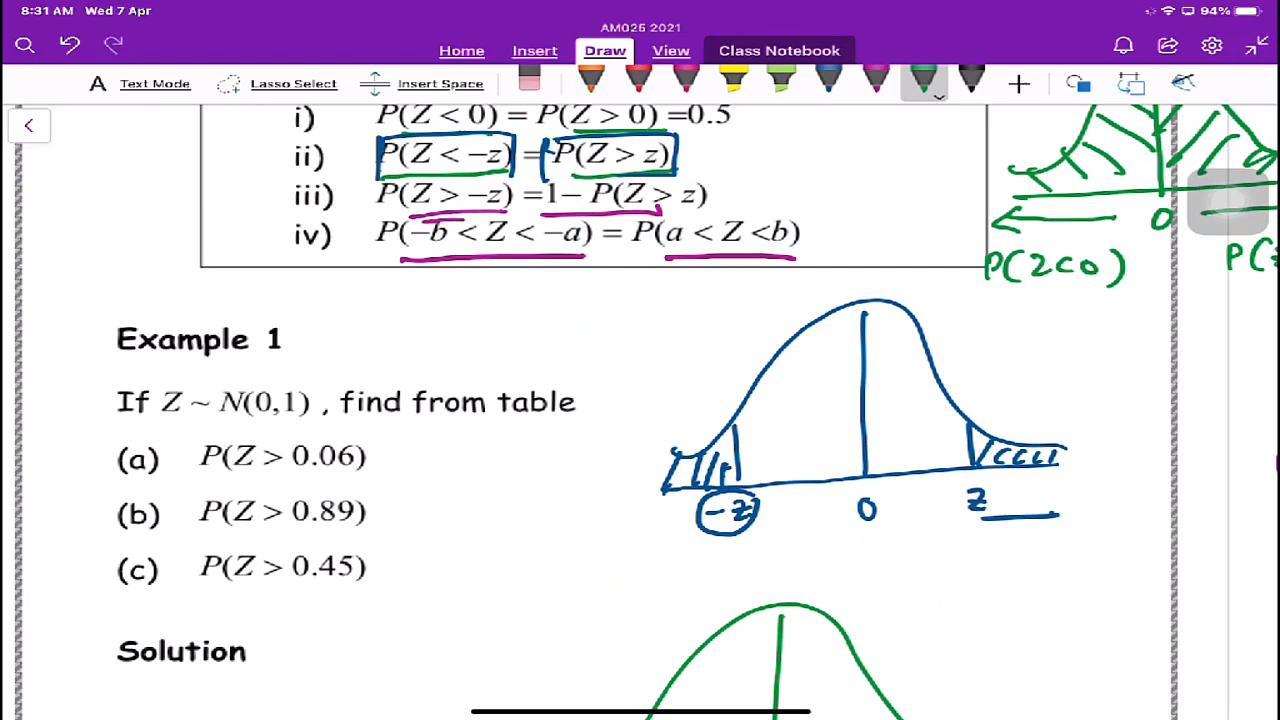 8:31 AM Wed 7 Apr 94%
AM025 2021
Home Insert Draw View Class Notebook
A Text Mode Lasso Select Insert Space
i) P(Z < 0) = P(Z > 0) =0.5
ii) P(Z < −z) = P(Z > z)
iii) P(Z > −z) =1− P(Z > z)
iv) P(−b < Z < −a) = P(a < Z <b)
0
P(Z<0) P(
Example 1
If Z ~ N(0,1) , find from table
(a) P(Z > 0.06)
(b) P(Z > 0.89)
(c) P(Z > 0.45)
−z 0 z
Solution